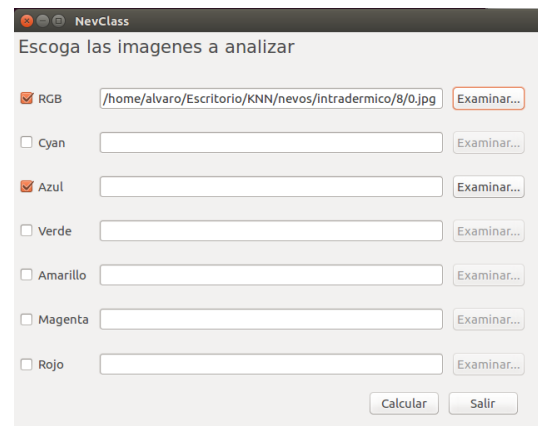 NevClass
Escoga las imagenes a analizar
RGB /home/alvaro/Escritorio/KNN/nevos/intradermico/8/0.jpg Examinar...
Cyan Examinar...
Azul Examinar...
Verde Examinar...
Amarillo Examinar...
Magenta Examinar...
Rojo Examinar...
Calcular Salir